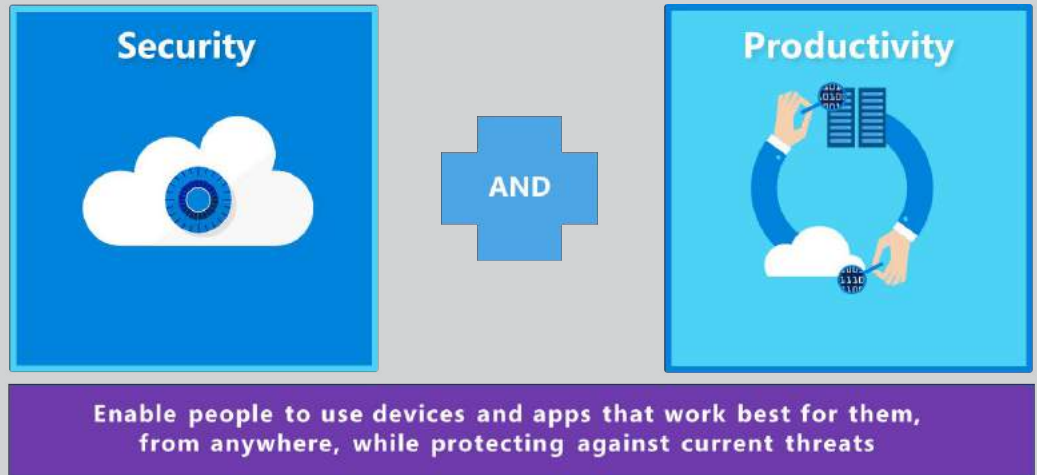 Security
Productivity
AND
Enable people to use devices and apps that work best for them,
from anywhere, while protecting against current threats